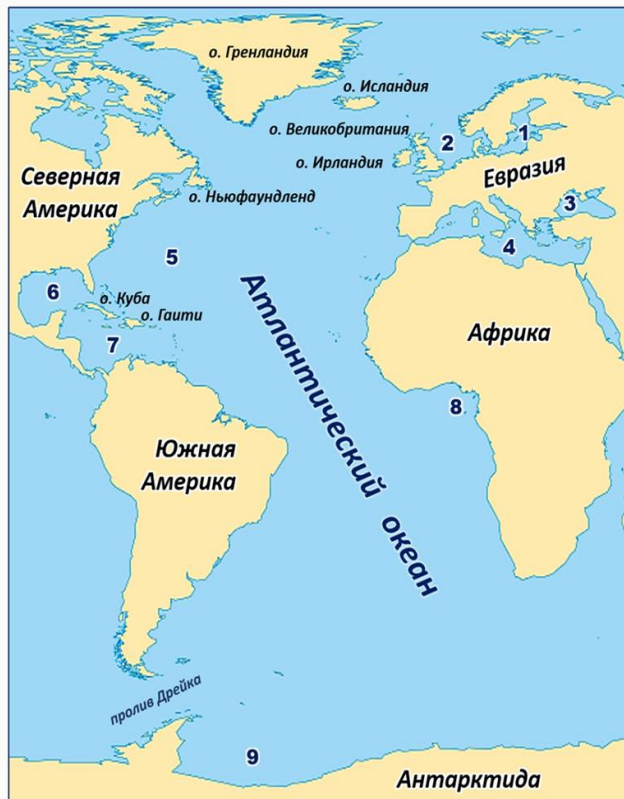 о. Гренландия
о. Исландия
о. Великобритания
2
1
о. Ирландия
Евразия
Северная
Америка
о. Ньюфаундленд
3
4
5
6
о. Куба
о. Гаити
7
Атлантический океан
Африка
8
Южная
Америка
пролив Дрейка
9
Антарктида